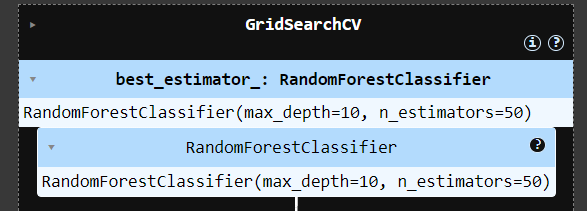 GridSearchCV
i ?
best_estimator_: RandomForestClassifier
RandomForestClassifier(max_depth=10, n_estimators=50)
RandomForestClassifier ?
RandomForestClassifier(max_depth=10, n_estimators=50)